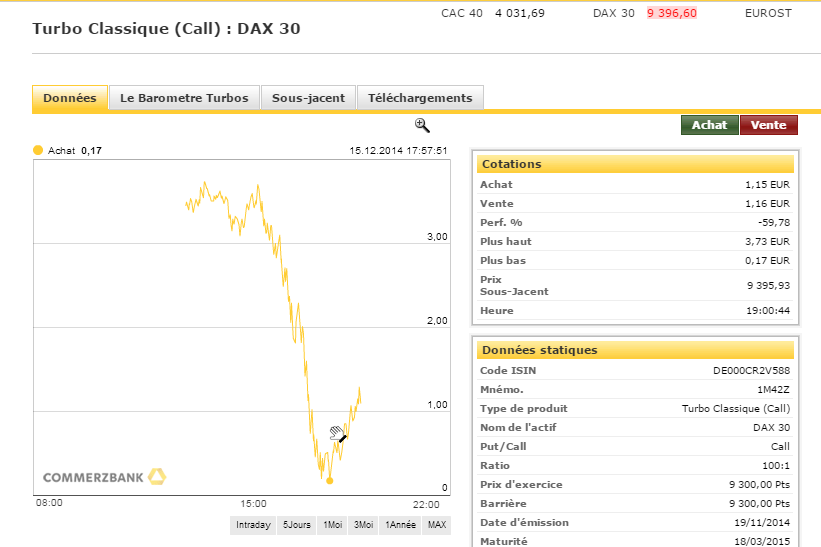 CAC 40 4 031,69 DAX 30 9 396,60 EUROST
Turbo Classique (Call) : DAX 30
Données Le Barometre Turbos Sous-jacent Téléchargements
Achat Vente
Achat 0,17 15.12.2014 17:57:51
3,00
2,00
1,00
0
COMMERZBANK
08:00 15:00 22:00
Intraday 5Jours 1Moi 3Moi 1Année MAX
Cotations
Achat 1,15 EUR
Vente 1,16 EUR
Perf. % -59,78
Plus haut 3,73 EUR
Plus bas 0,17 EUR
Prix
Sous-Jacent 9 395,93
Heure 19:00:44
Données statiques
Code ISIN DE000CR2V588
Mnémo. 1M42Z
Type de produit Turbo Classique (Call)
Nom de l'actif DAX 30
Put/Call Call
Ratio 100:1
Prix d'exercice 9 300,00 Pts
Barrière 9 300,00 Pts
Date d'émission 19/11/2014
Maturité 18/03/2015